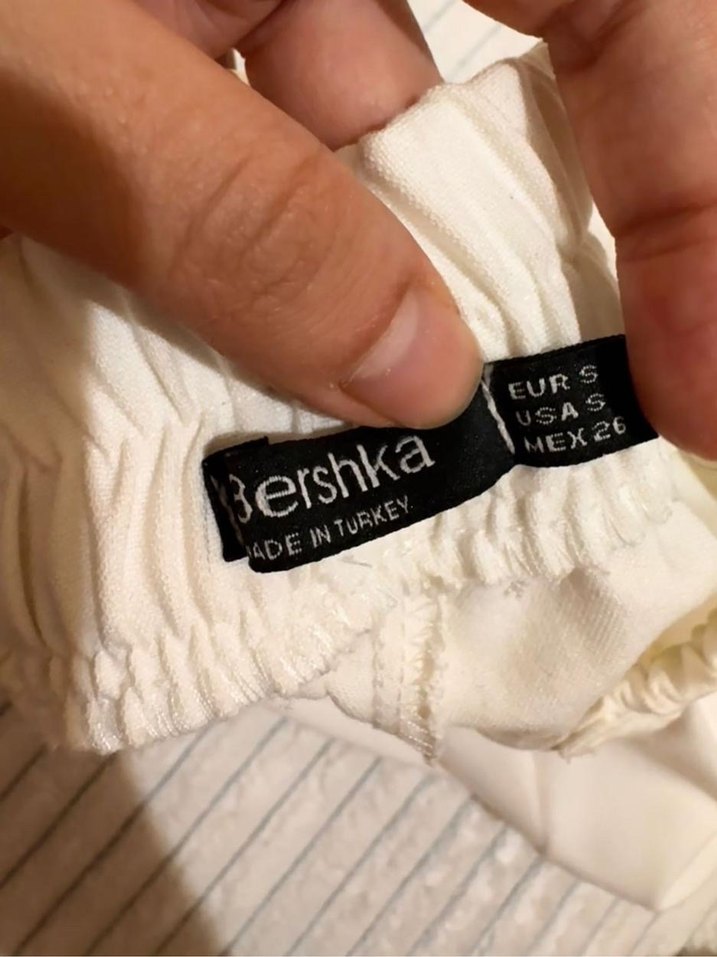 Bershka
MADE IN TURKEY
EUR S
USA S
MEX 26